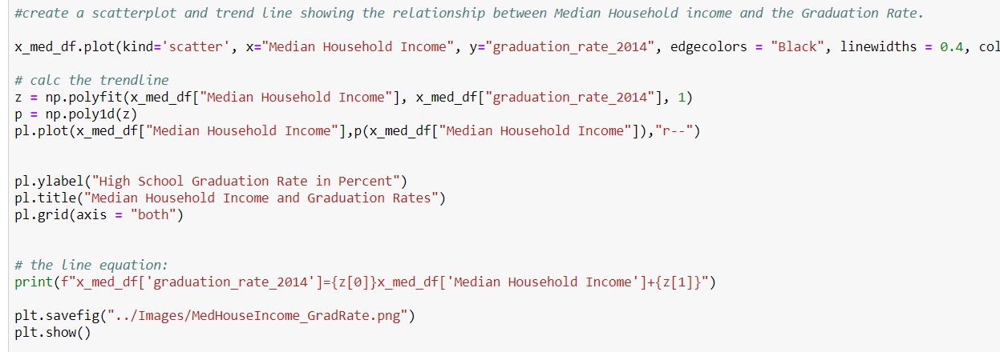 #create a scatterplot and trend line showing the relationship between Median Household income and the Graduation Rate.
x_med_df.plot(kind='scatter', x="Median Household Income", y="graduation_rate_2014", edgecolors = "Black", linewidths = 0.4, col
# calc the trendline
z = np.polyfit(x_med_df["Median Household Income"], x_med_df["graduation_rate_2014"], 1)
p = np.poly1d(z)
pl.plot(x_med_df["Median Household Income"],p(x_med_df["Median Household Income"]),"r--")
pl.ylabel("High School Graduation Rate in Percent")
pl.title("Median Household Income and Graduation Rates")
pl.grid(axis = "both")
# the line equation:
print(f"x_med_df['graduation_rate_2014']={z[0]}x_med_df['Median Household Income']+{z[1]}")
plt.savefig("../Images/MedHouseIncome_GradRate.png")
plt.show()